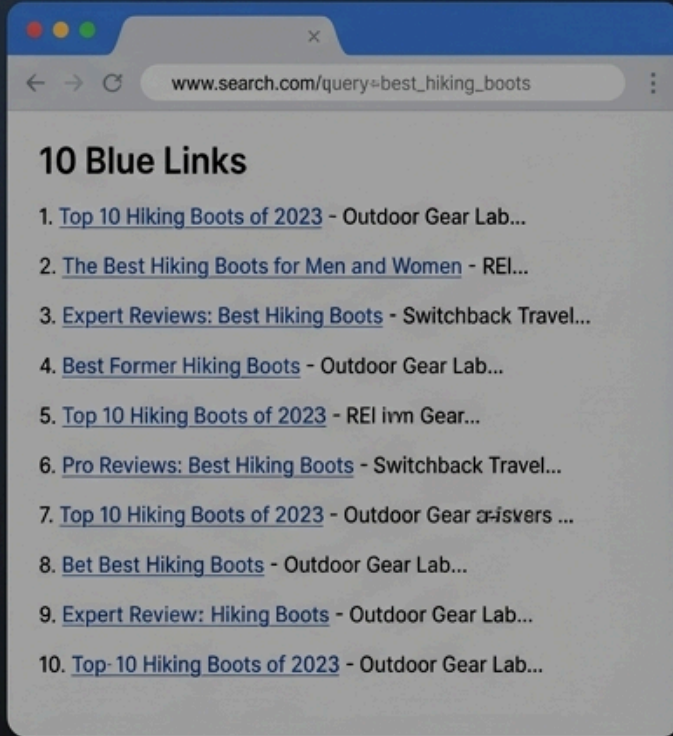 www.search.com/query=best_hiking_boots
10 Blue Links
1. Top 10 Hiking Boots of 2023 - Outdoor Gear Lab...
2. The Best Hiking Boots for Men and Women - REI...
3. Expert Reviews: Best Hiking Boots - Switchback Travel...
4. Best Former Hiking Boots - Outdoor Gear Lab...
5. Top 10 Hiking Boots of 2023 - REI Gear...
6. Pro Reviews: Best Hiking Boots - Switchback Travel...
7. Top 10 Hiking Boots of 2023 - Outdoor Gear ...
8. Bet Best Hiking Boots - Outdoor Gear Lab...
9. Expert Review: Hiking Boots - Outdoor Gear Lab...
10. Top-10 Hiking Boots of 2023 - Outdoor Gear Lab...